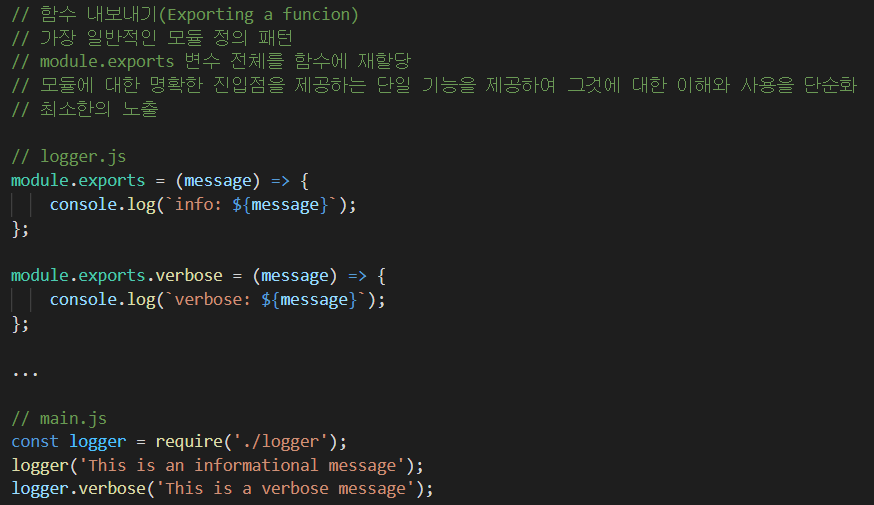 // 함수 내보내기(Exporting a funcion)
// 가장 일반적인 모듈 정의 패턴
// module.exports 변수 전체를 함수에 재할당
// 모듈에 대한 명확한 진입점을 제공하는 단일 기능을 제공하여 그것에 대한 이해와 사용을 단순화
// 최소한의 노출
// logger.js
module.exports = (message) => {
    console.log(`info: ${message}`);
};
module.exports.verbose = (message) => {
    console.log(`verbose: ${message}`);
};
...
// main.js
const logger = require('./logger');
logger('This is an informational message');
logger.verbose('This is a verbose message');